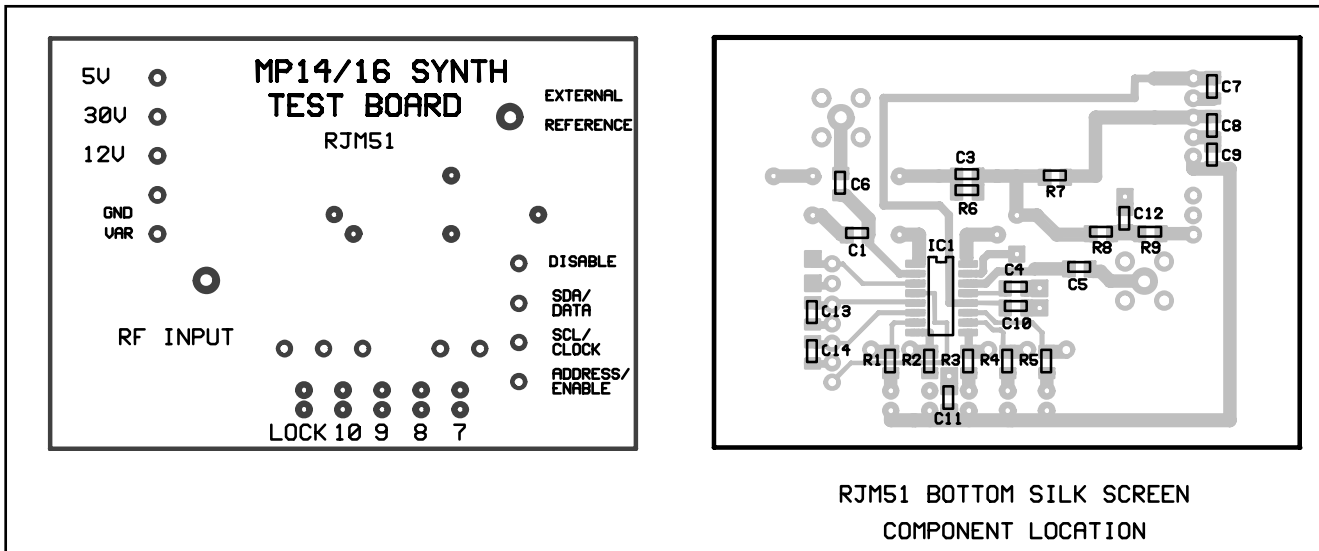 MP14/16 SYNTH
TEST BOARD
RJM51
5V
30V
12V
GND
VAR
EXTERNAL
REFERENCE
DISABLE
SDA/
DATA
SCL/
CLOCK
ADDRESS/
ENABLE
RF INPUT
LOCK 10 9 8 7
C7
C8
C9
C3
C6
R6
R7
C12
C1
R8
R9
IC1
C4
C5
C13
C10
C14
R1
R2
R3
R4
R5
C11
RJM51 BOTTOM SILK SCREEN
COMPONENT LOCATION